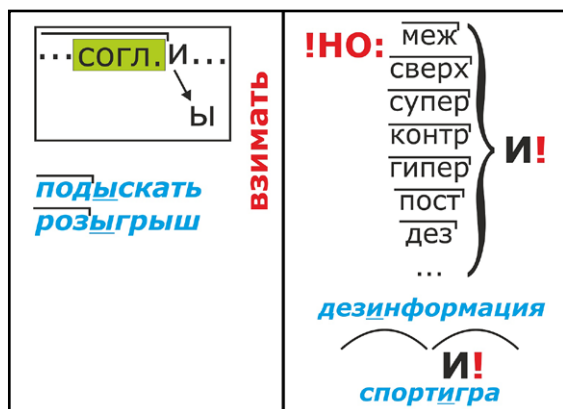 ...согл.и...
ы
подыскать
розыгрыш
взимать
!НО:
меж
сверх
супер
контр
гипер
пост
дез
...
И!
дезинформация
И!
спортигра